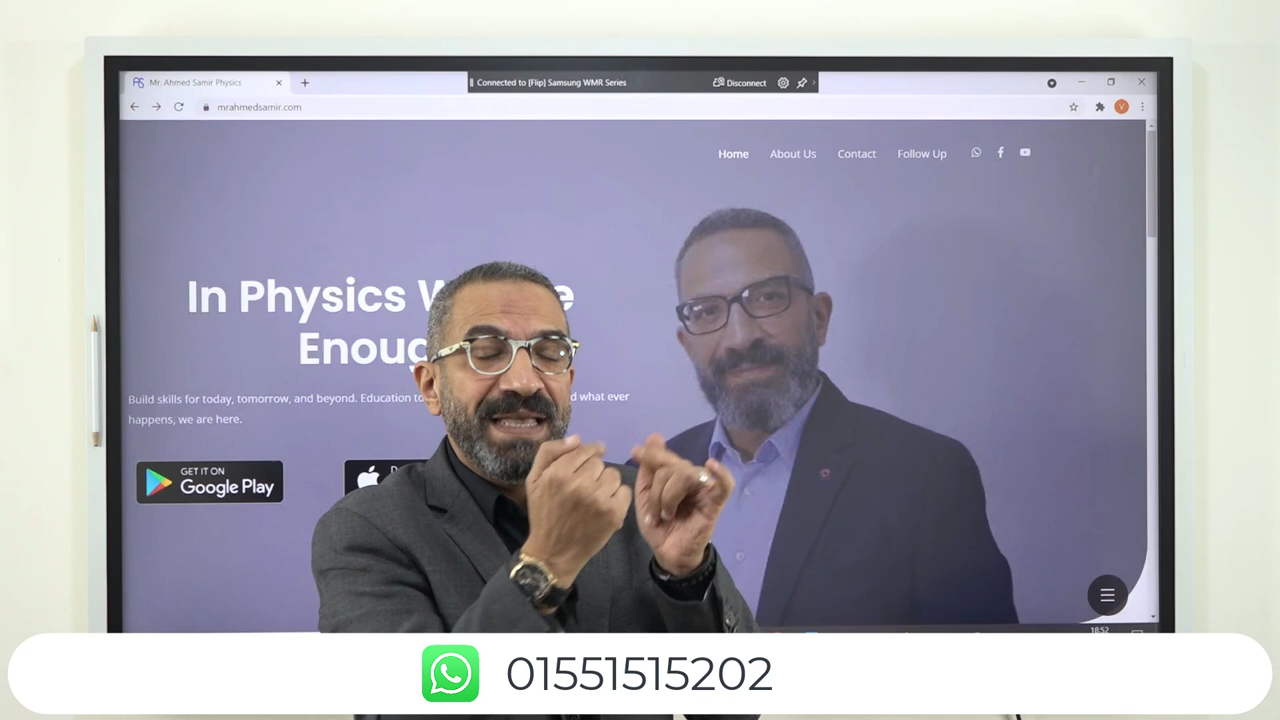 Mr. Ahmed Samir Physics
Connected to [Flip] Samsung WMR Series
Disconnect
mrahmedsamir.com
V
Home About Us Contact Follow Up
In Physics
Enoug
Build skills for today, tomorrow, and beyond. Education to d what ever
happens, we are here.
GET IT ON
Google Play
18:52
01551515202